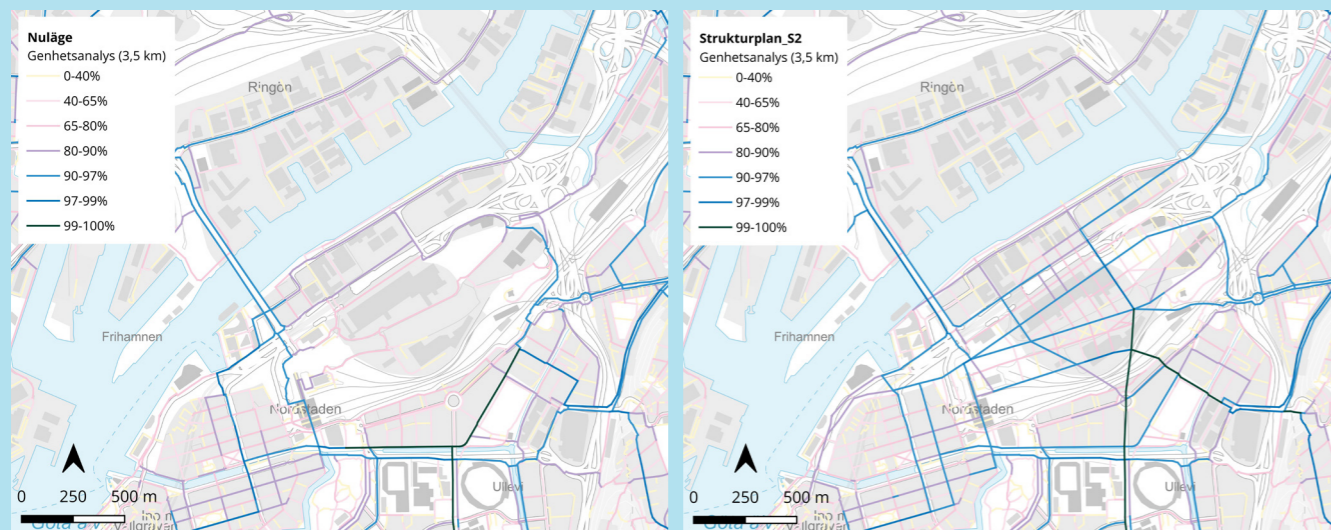 Nuläge
Genhetsanalys (3,5 km)
0-40%
40-65%
65-80%
80-90%
90-97%
97-99%
99-100%
Ringön
Frihamnen
Nordstaden
Ullevi
0 250 500 m
Strukturplan_S2
Genhetsanalys (3,5 km)
0-40%
40-65%
65-80%
80-90%
90-97%
97-99%
99-100%
Ringön
Frihamnen
Nordstaden
Ullevi
0 250 500 m